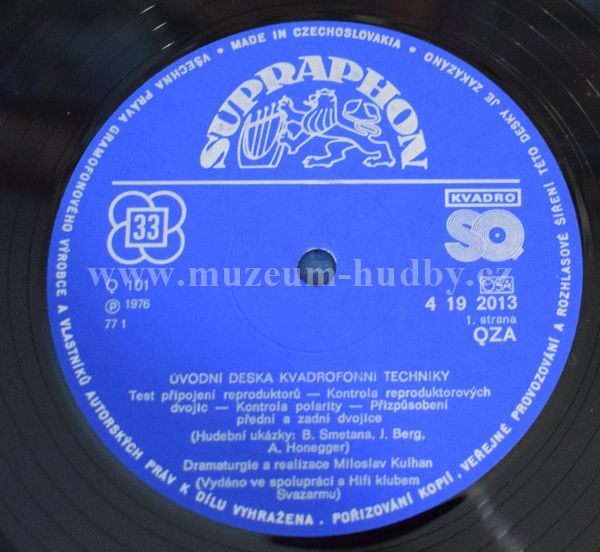 VŠECHNA PRÁVA GRAMOFONOVÉHO VÝROBCE A VLASTNÍKŮ AUTORSKÝCH PRÁV K DÍLU VYHRAŽENA. POŘIZOVÁNÍ KOPIÍ, VEŘEJNÉ PROVOZOVÁNÍ A ROZHLASOVÉ ŠÍŘENÍ TÉTO DESKY JE ZAKÁZÁNO • MADE IN CZECHOSLOVAKIA •
SUPRAPHON
33
KVADRO
SQ
www.muzeum-hudby.cz
Q 101
OSA
℗ 1976
4 19 2013
77 1
1. strana
QZA
ÚVODNÍ DESKA KVADROFONNÍ TECHNIKY
Test připojení reproduktorů — Kontrola reproduktorových
dvojic — Kontrola polarity — Přizpůsobení
přední a zadní dvojice
(Hudební ukázky: B. Smetana, J. Berg,
A. Honegger)
Dramaturgie a realizace Miloslav Kulhan
(Vydáno ve spolupráci s Hifi klubem
Svazarmu)